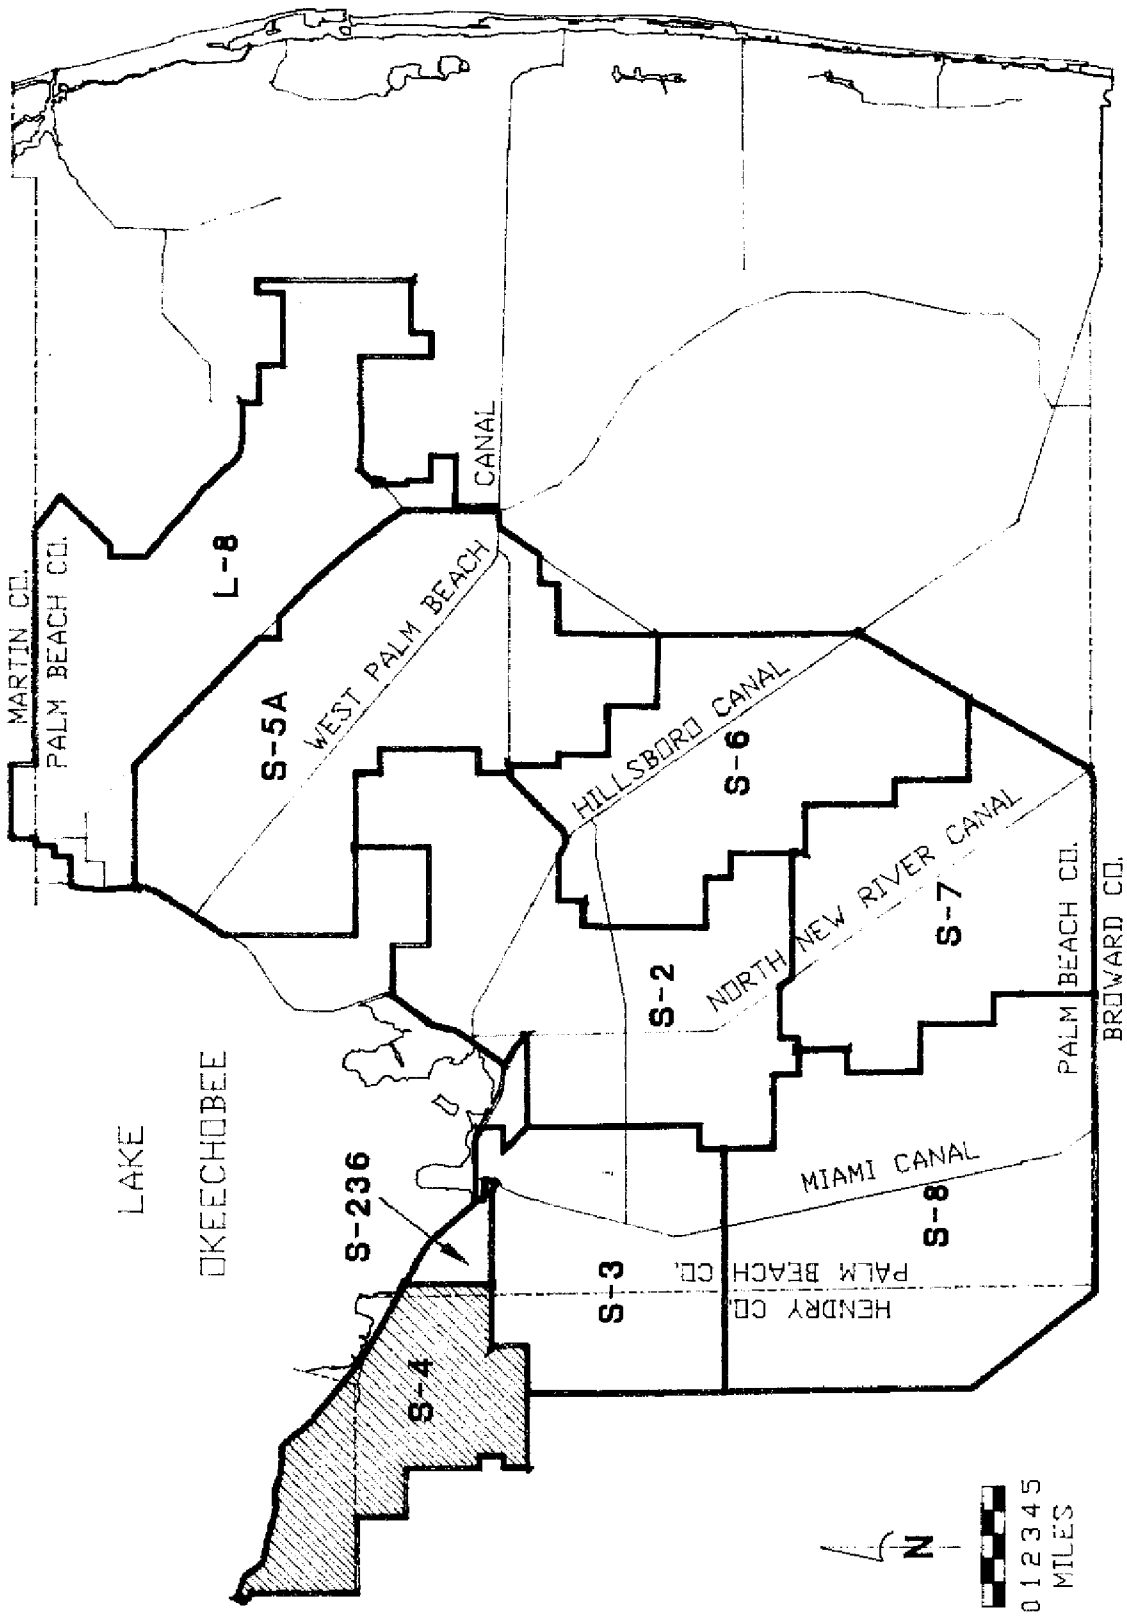 MARTIN CO.
PALM BEACH CO.
L-8
LAKE
OKEECHOBEE
S-5A
WEST PALM BEACH
CANAL
S-236
S-4
HILLSBORO CANAL
S-6
S-2
S-3
NORTH NEW RIVER CANAL
S-7
HENDRY CO.
PALM BEACH CO.
MIAMI CANAL
S-8
PALM BEACH CO.
BROWARD CO.
N
0 1 2 3 4 5
MILES